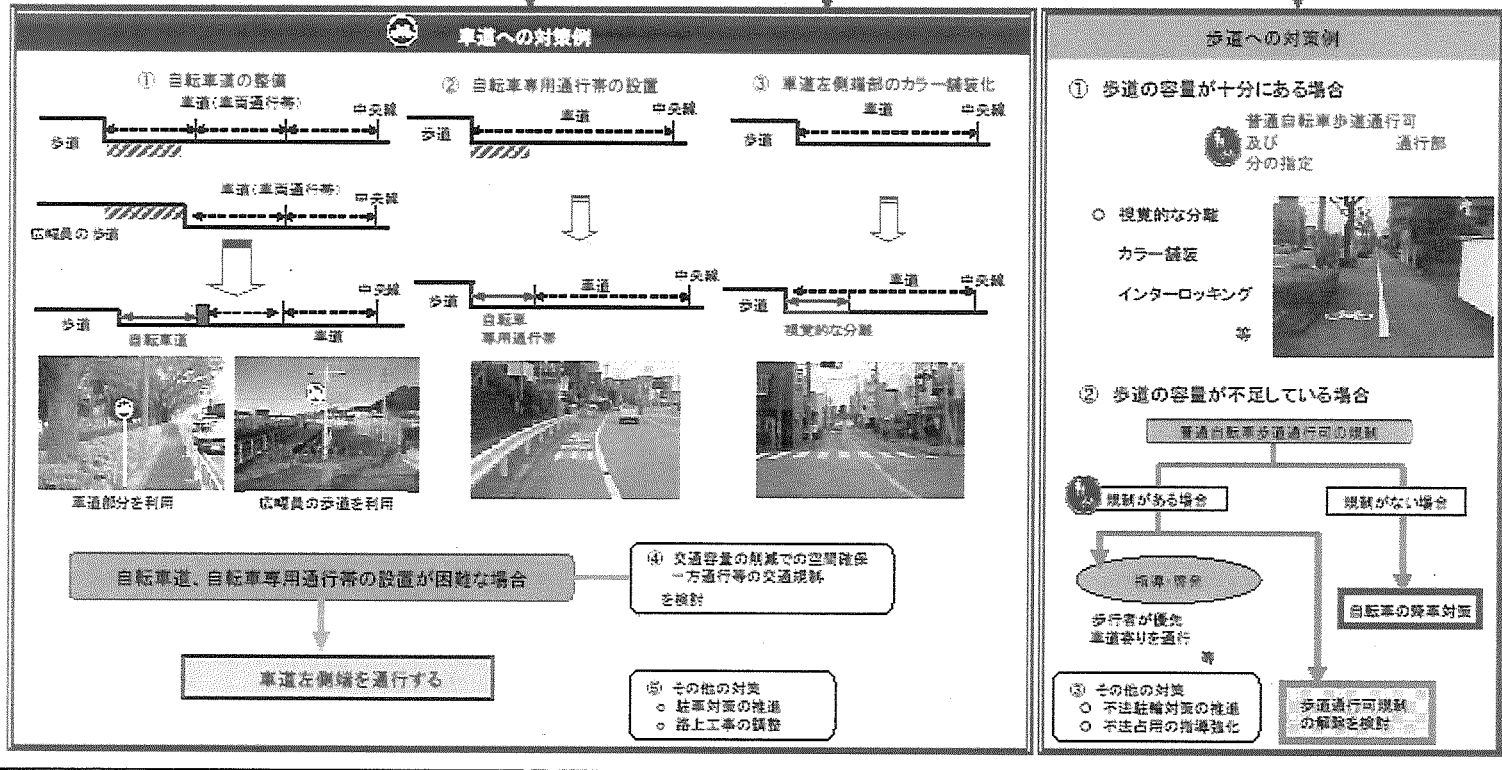 車道への対策例
① 自転車道の整備
車道(車両通行帯)
中央線
歩道
車道(車両通行帯)
中央線
広幅員の歩道
中央線
歩道
自転車道
車道
車道部分を利用
広幅員の歩道を利用
② 自転車専用通行帯の設置
車道
中央線
歩道
中央線
車道
歩道
自転車
専用通行帯
③ 車道左側端部のカラー舗装化
車道
中央線
歩道
車道
中央線
歩道
視覚的な分離
自転車道、自転車専用通行帯の設置が困難な場合
車道左側端を通行する
④ 交通容量の削減での空間確保
一方通行等の交通規制
を検討
⑤ その他の対策
○ 駐車対策の推進
○ 路上工事の調整
歩道への対策例
① 歩道の容量が十分にある場合
普通自転車歩道通行可
及び 通行部
分の指定
○ 視覚的な分離
カラー舗装
インターロッキング
等
② 歩道の容量が不足している場合
普通自転車歩道通行可の規制
規制がある場合
規制がない場合
指導・啓発
歩行者が優先
車道寄りを通行
等
自転車の降車対策
③ その他の対策
○ 不法駐輪対策の推進
○ 不法占用の指導強化
歩道通行可規制
の解除を検討